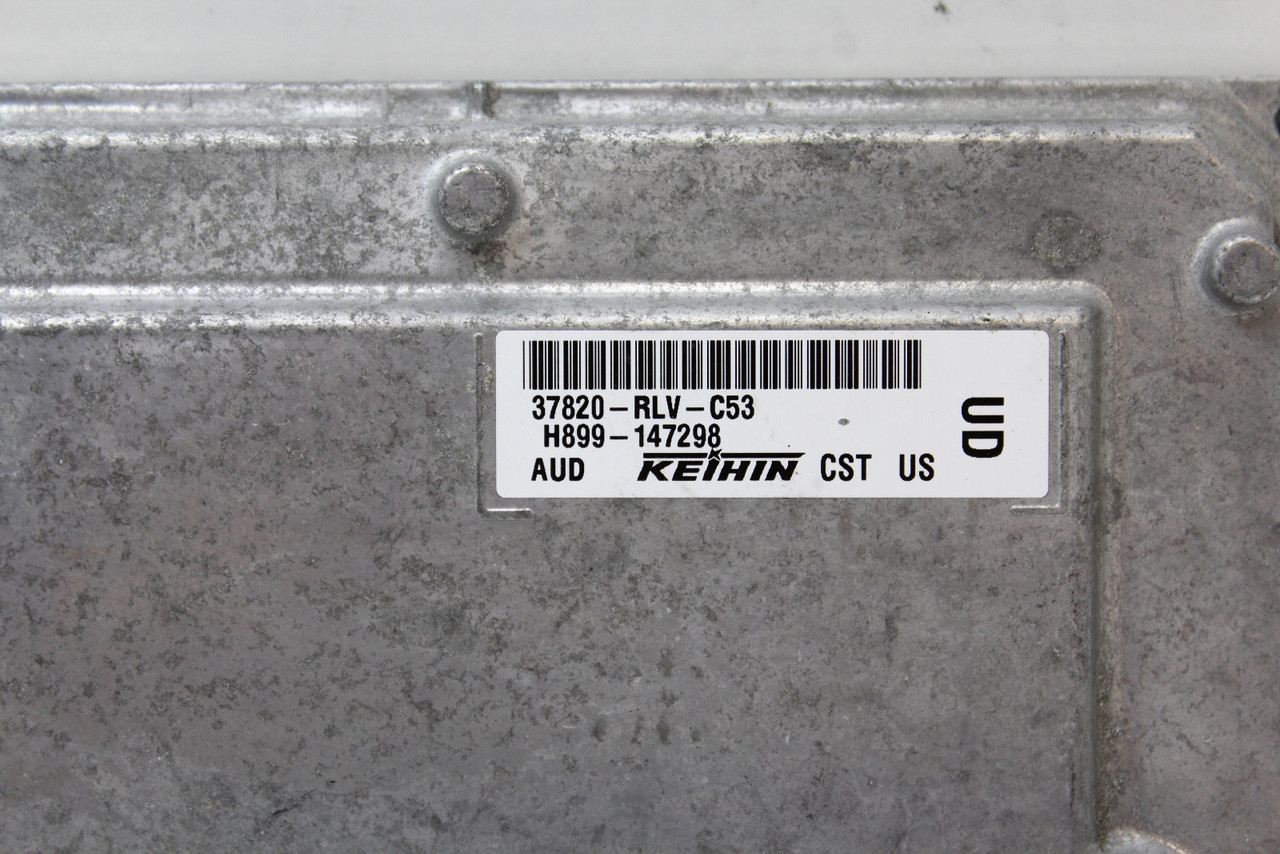 37820-RLV-C53
H899-147298
AUD KEIHIN CST US
UD